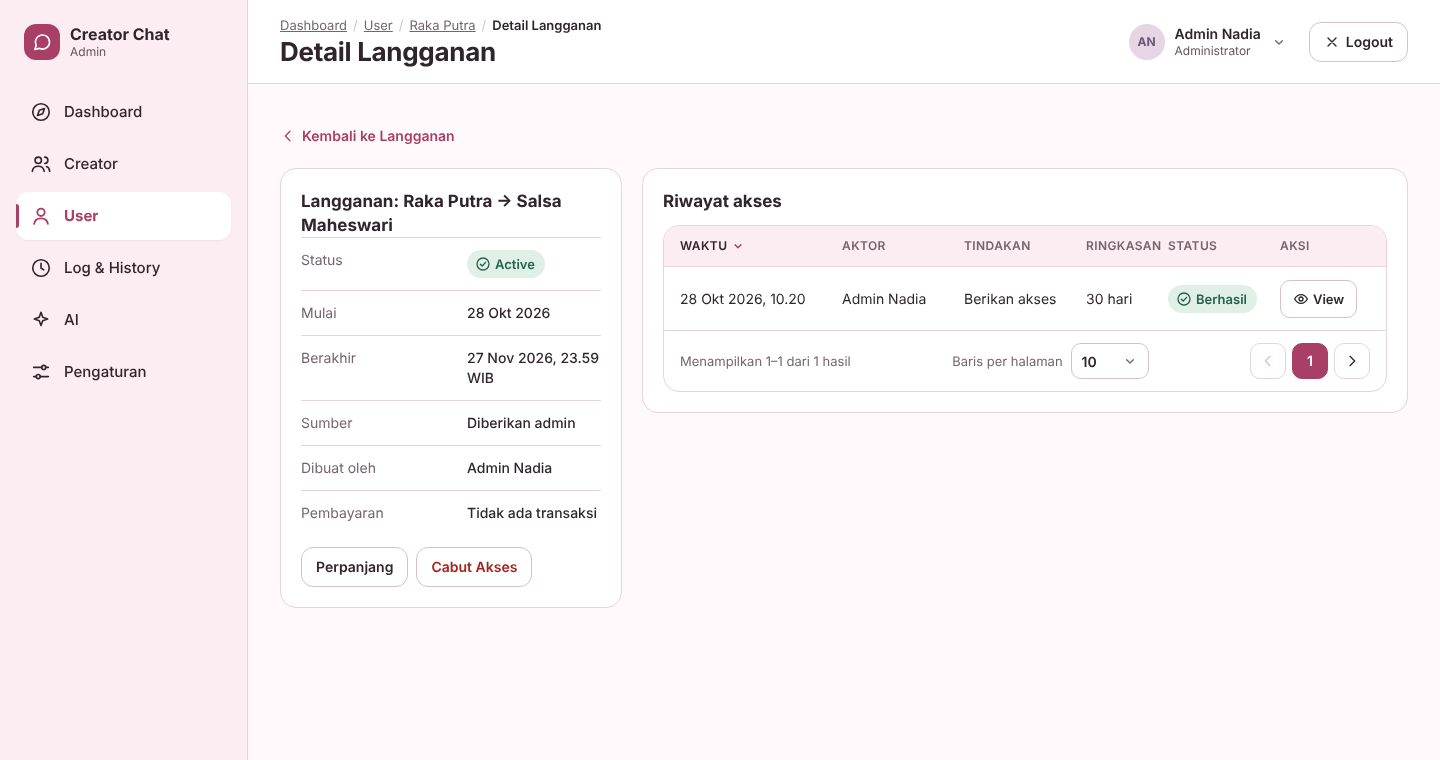 Creator Chat
Admin
Dashboard
Creator
User
Log & History
AI
Pengaturan
Dashboard / User / Raka Putra / Detail Langganan
Detail Langganan
AN
Admin Nadia
Administrator
Logout
Kembali ke Langganan
Langganan: Raka Putra → Salsa
Maheswari
Status Active
Mulai 28 Okt 2026
Berakhir 27 Nov 2026, 23.59
WIB
Sumber Diberikan admin
Dibuat oleh Admin Nadia
Pembayaran Tidak ada transaksi
Perpanjang Cabut Akses
Riwayat akses
WAKTU AKTOR TINDAKAN RINGKASAN STATUS AKSI
28 Okt 2026, 10.20 Admin Nadia Berikan akses 30 hari Berhasil View
Menampilkan 1–1 dari 1 hasil Baris per halaman 10 1